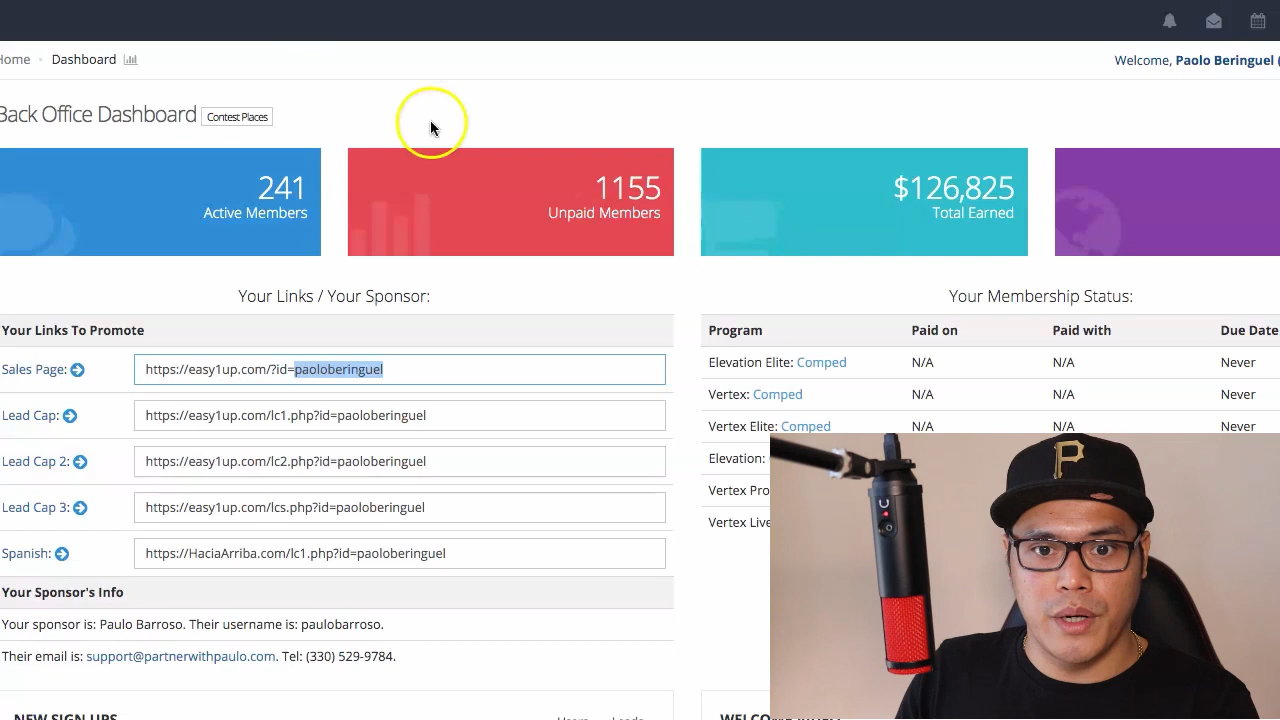 Home
Dashboard
Welcome, Paolo Beringuel (
Back Office Dashboard
Contest Places
241
Active Members
1155
Unpaid Members
$126,825
Total Earned
Your Links / Your Sponsor:
Your Links To Promote
Sales Page:
https://easy1up.com/?id=paoloberinguel
Lead Cap:
https://easy1up.com/lc1.php?id=paoloberinguel
Lead Cap 2:
https://easy1up.com/lc2.php?id=paoloberinguel
Lead Cap 3:
https://easy1up.com/lcs.php?id=paoloberinguel
Spanish:
https://HaciaArriba.com/lc1.php?id=paoloberinguel
Your Sponsor's Info
Your sponsor is: Paulo Barroso. Their username is: paulobarroso.
Their email is: support@partnerwithpaulo.com. Tel: (330) 529-9784.
NEW SIGN UPS
Your Membership Status:
Program Paid on Paid with Due Date
Elevation Elite: Comped N/A N/A Never
Vertex: Comped N/A N/A Never
Vertex Elite: Comped N/A N/A Never
Elevation:
Vertex Pro
Vertex Live
P